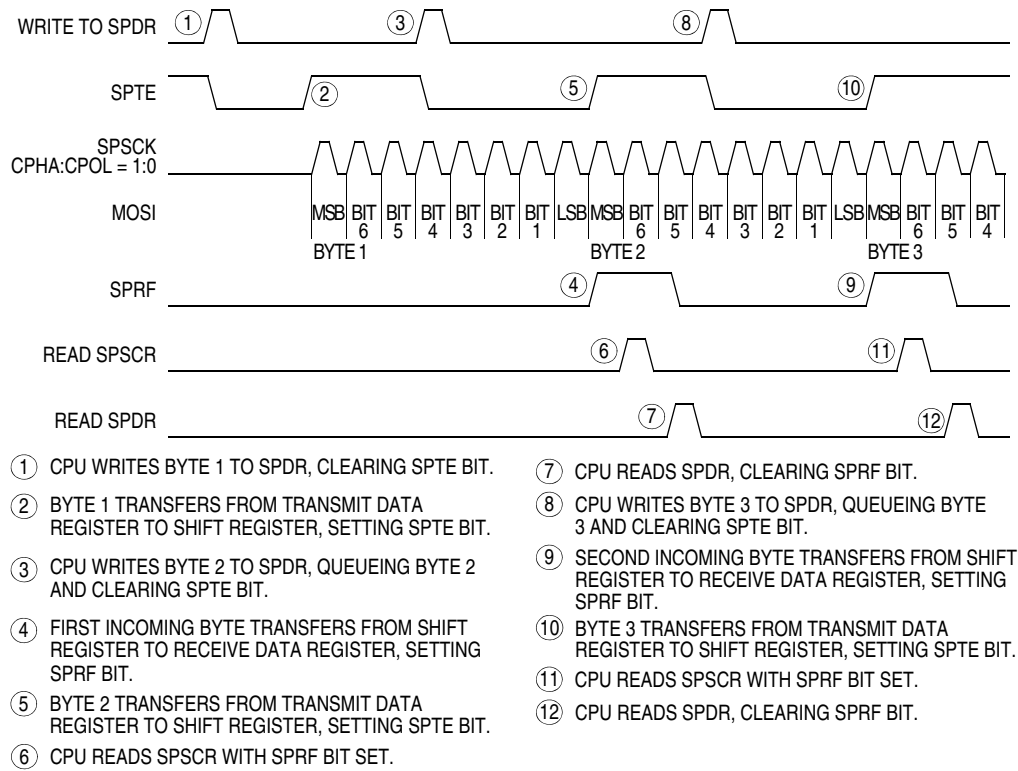 WRITE TO SPDR
1
3
8
SPTE
2
5
10
SPSCK
CPHA:CPOL = 1:0
MOSI
MSB BIT BIT BIT BIT BIT BIT LSB MSB BIT BIT BIT BIT BIT BIT LSB MSB BIT BIT BIT
6 5 4 3 2 1 6 5 4 3 2 1 6 5 4
BYTE 1 BYTE 2 BYTE 3
SPRF
4
9
READ SPSCR
6
11
READ SPDR
7
12
1 CPU WRITES BYTE 1 TO SPDR, CLEARING SPTE BIT.
2 BYTE 1 TRANSFERS FROM TRANSMIT DATA
REGISTER TO SHIFT REGISTER, SETTING SPTE BIT.
3 CPU WRITES BYTE 2 TO SPDR, QUEUEING BYTE 2
AND CLEARING SPTE BIT.
4 FIRST INCOMING BYTE TRANSFERS FROM SHIFT
REGISTER TO RECEIVE DATA REGISTER, SETTING
SPRF BIT.
5 BYTE 2 TRANSFERS FROM TRANSMIT DATA
REGISTER TO SHIFT REGISTER, SETTING SPTE BIT.
6 CPU READS SPSCR WITH SPRF BIT SET.
7 CPU READS SPDR, CLEARING SPRF BIT.
8 CPU WRITES BYTE 3 TO SPDR, QUEUEING BYTE
3 AND CLEARING SPTE BIT.
9 SECOND INCOMING BYTE TRANSFERS FROM SHIFT
REGISTER TO RECEIVE DATA REGISTER, SETTING
SPRF BIT.
10 BYTE 3 TRANSFERS FROM TRANSMIT DATA
REGISTER TO SHIFT REGISTER, SETTING SPTE BIT.
11 CPU READS SPSCR WITH SPRF BIT SET.
12 CPU READS SPDR, CLEARING SPRF BIT.